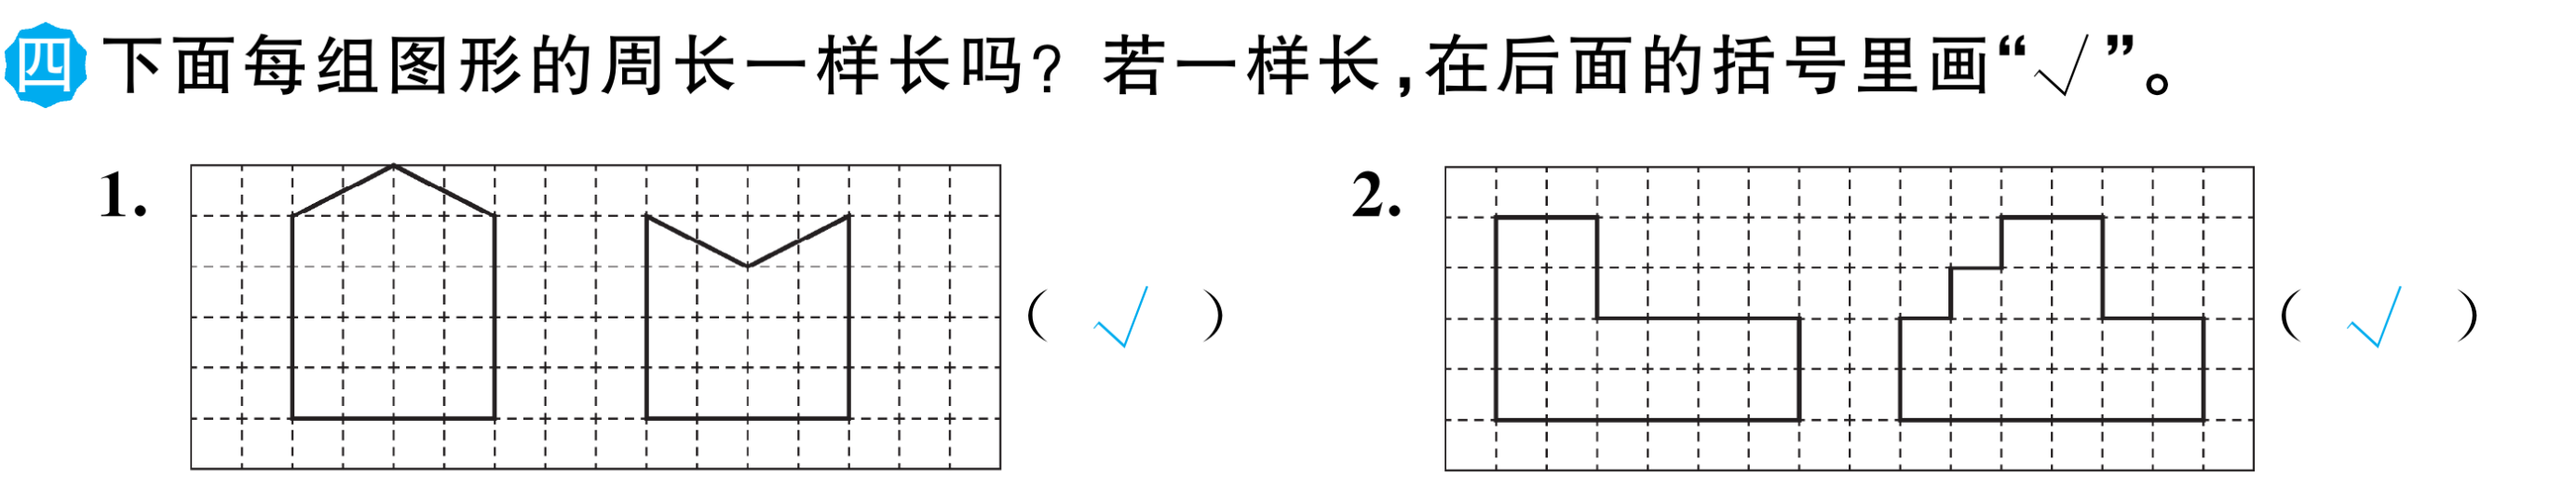 四 下面每组图形的周长一样长吗？若一样长，在后面的括号里画“√”。
1. （ √ ） 2. （ √ ）